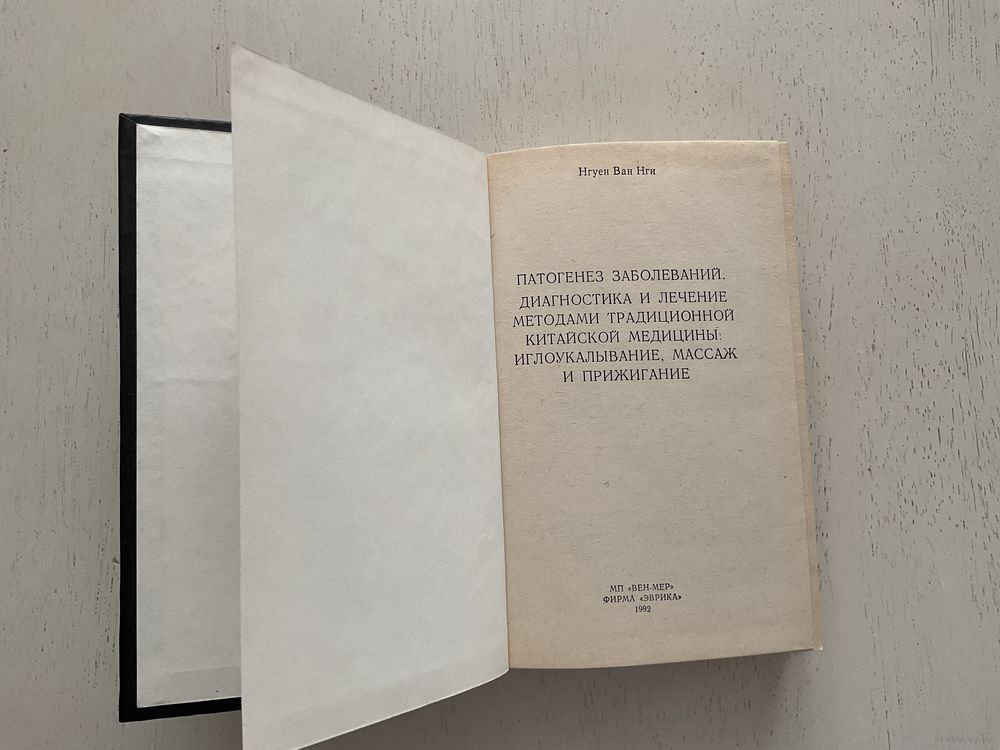 Нгуен Ван Нги
ПАТОГЕНЕЗ ЗАБОЛЕВАНИЙ.
ДИАГНОСТИКА И ЛЕЧЕНИЕ
МЕТОДАМИ ТРАДИЦИОННОЙ
КИТАЙСКОЙ МЕДИЦИНЫ:
ИГЛОУКАЛЫВАНИЕ, МАССАЖ
И ПРИЖИГАНИЕ
МП «ВЕН-МЕР»
ФИРМА «ЭВРИКА»
1992